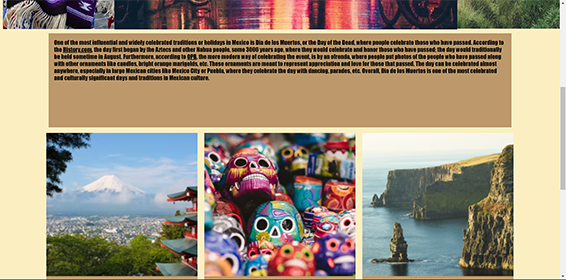 One of the most influential and widely celebrated traditions or holidays in Mexico is Dia de los Muertos, or the Day of the Dead, where people celebrate those who have passed. According to
the History.com, the day first began by the Aztecs and other Nahua people, some 3000 years ago, where they would celebrate and honor those who have passed; the day would traditionally
be held sometime in August. Furthermore, according to OPB, the more modern way of celebrating the event, is by an ofrenda, where people put photos of the people who have passed along
with other ornaments like candles, bright orange marigolds, etc. These ornaments are meant to represent appreciation and love for those that passed. The day can be celebrated almost
anywhere, especially in large Mexican cities like Mexico City or Puebla, where they celebrate the day with dancing, parades, etc. Overall, Dia de los Muertos is one of the most celebrated
and culturally significant days and traditions in Mexican culture.